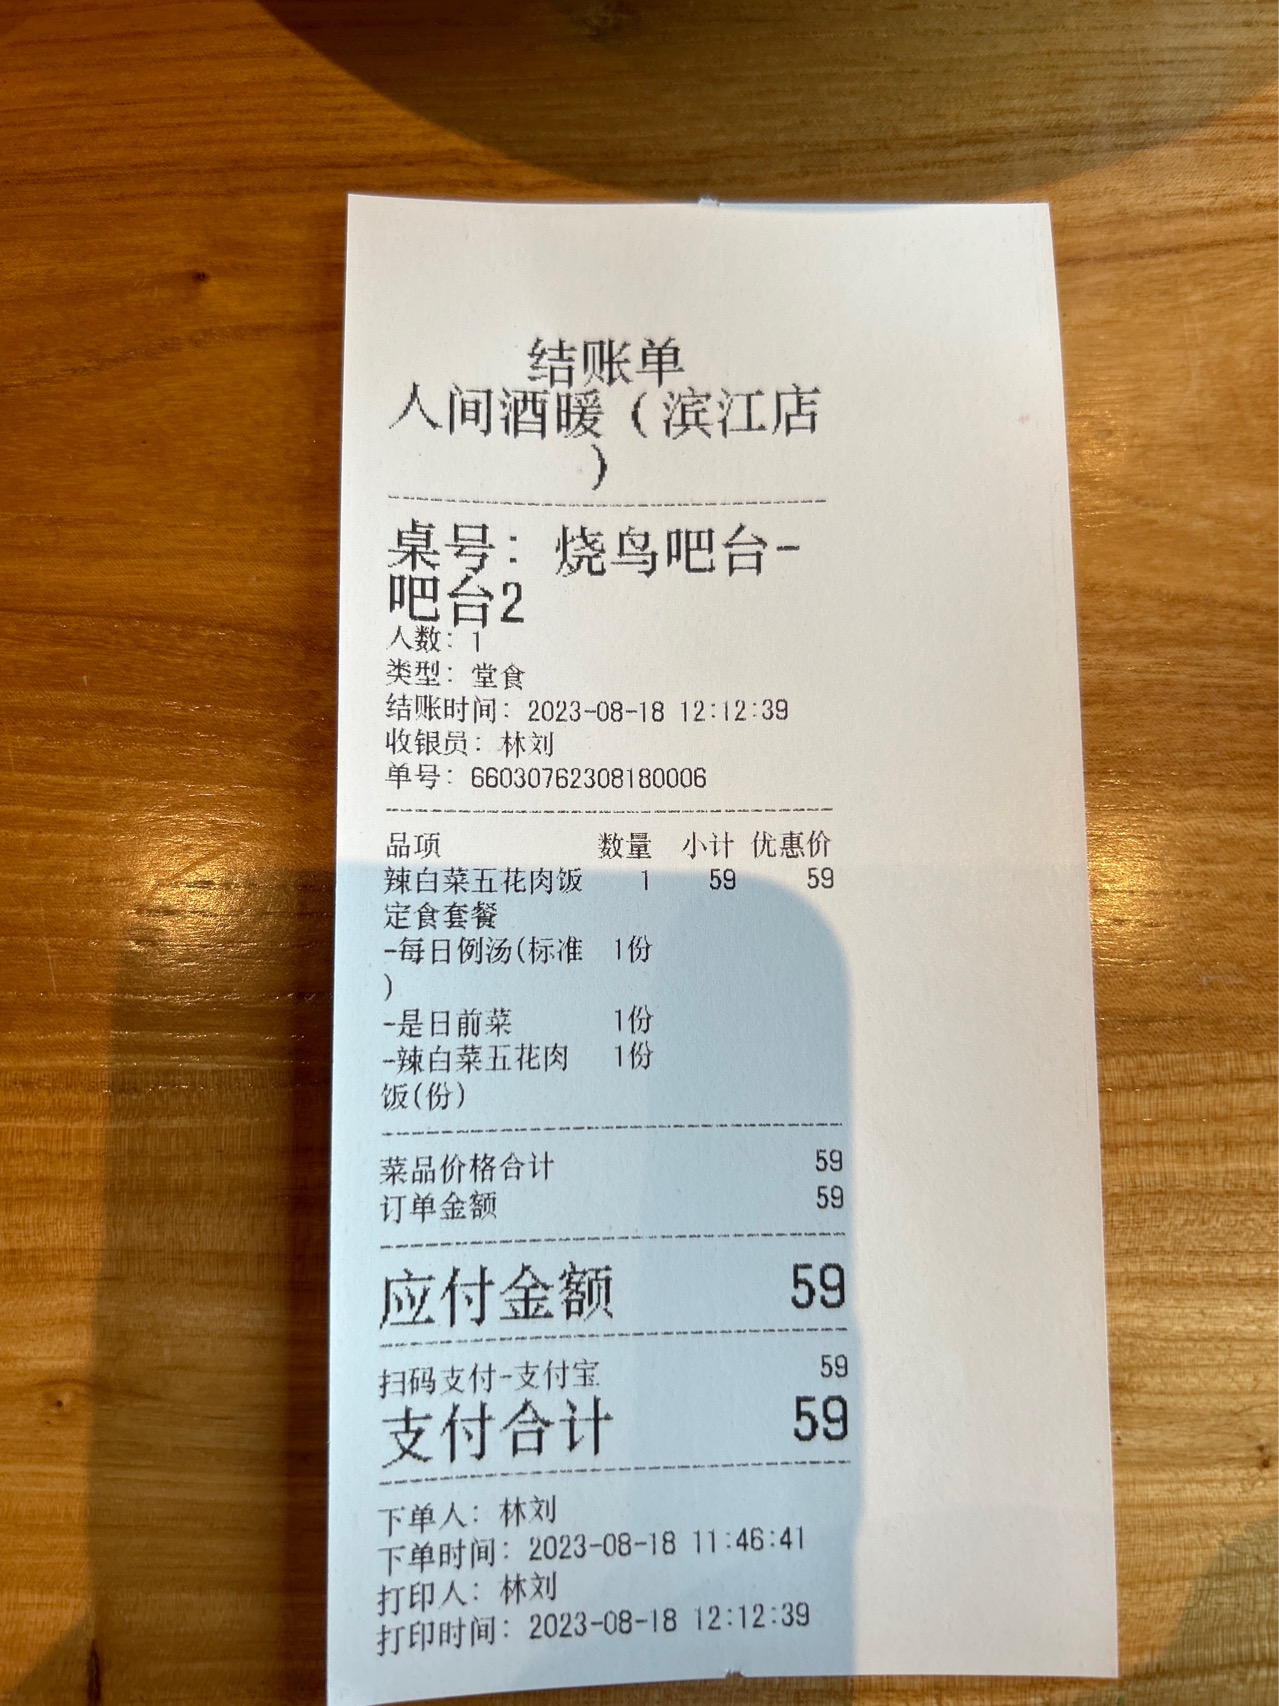 结账单
人间酒暖（滨江店
）
桌号：烧鸟吧台-
吧台2
人数：1
类型：堂食
结账时间：2023-08-18 12:12:39
收银员：林刘
单号：66030762308180006
品项 数量 小计 优惠价
辣白菜五花肉饭 1 59 59
定食套餐
-每日例汤(标准 1份
)
-是日前菜 1份
-辣白菜五花肉 1份
饭(份)
菜品价格合计 59
订单金额 59
应付金额 59
扫码支付-支付宝 59
支付合计 59
下单人：林刘
下单时间：2023-08-18 11:46:41
打印人：林刘
打印时间：2023-08-18 12:12:39